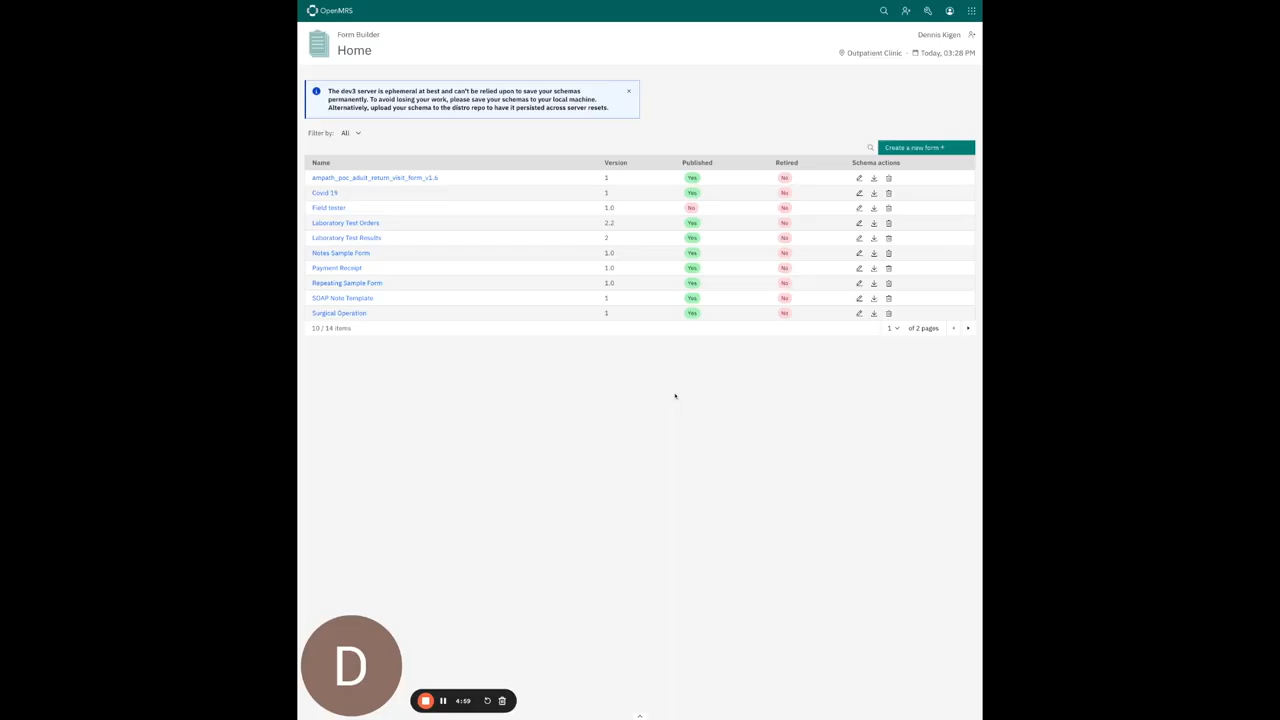 OpenMRS
Form Builder
Home
Dennis Kigen
Outpatient Clinic · Today, 03:28 PM
The dev3 server is ephemeral at best and can't be relied upon to save your schemas
permanently. To avoid losing your work, please save your schemas to your local machine.
Alternatively, upload your schema to the distro repo to have it persisted across server resets.
Filter by: All
Create a new form +
Name Version Published Retired Schema actions
ampath_poc_adult_return_visit_form_v1.6 1 Yes No
Covid 19 1 Yes No
Field tester 1.0 No No
Laboratory Test Orders 2.2 Yes No
Laboratory Test Results 2 Yes No
Notes Sample Form 1.0 Yes No
Payment Receipt 1.0 Yes No
Repeating Sample Form 1.0 Yes No
SOAP Note Template 1 Yes No
Surgical Operation 1 Yes No
10 / 14 items 1 of 2 pages
D
4:59